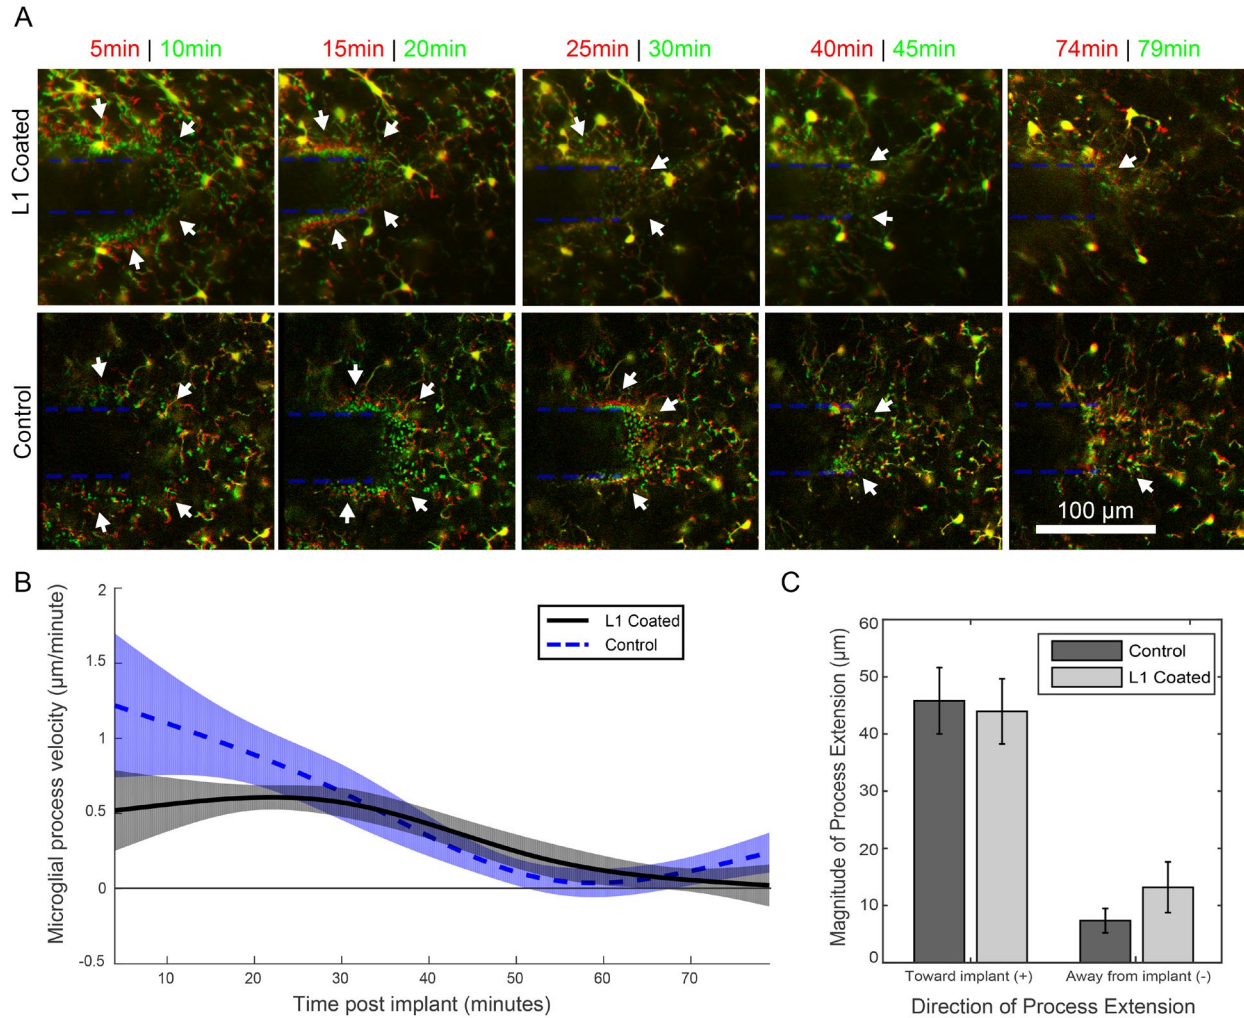 A
5min | 10min
15min | 20min
25min | 30min
40min | 45min
74min | 79min
L1 Coated
Control
100 µm
B
Microglial process velocity (µm/minute)
2
1.5
1
0.5
0
-0.5
10
20
30
40
50
60
70
Time post implant (minutes)
L1 Coated
Control
C
Magnitude of Process Extension (µm)
60
50
40
30
20
10
0
Control
L1 Coated
Toward implant (+)
Away from implant (-)
Direction of Process Extension